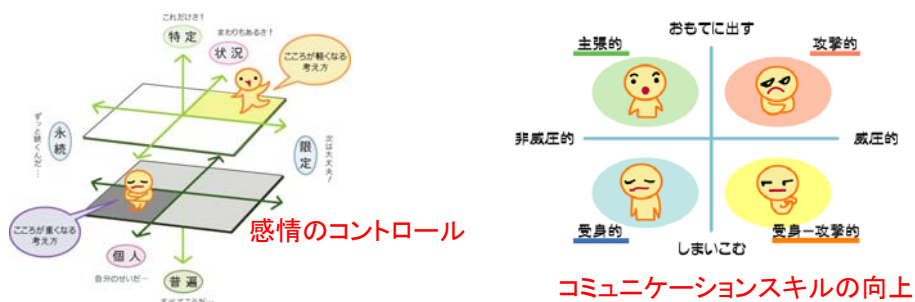 これだけさ！
特定
まわりもあるさ！
状況
こころが軽くなる
考え方
ずっと続くんだ…
永続
限定
次は大丈夫！
こころが重くなる
考え方
個人
自分のせいだ…
普遍
すべてこうだ…
感情のコントロール
おもてに出す
主張的
攻撃的
非威圧的
威圧的
受身的
受身ー攻撃的
しまいこむ
コミュニケーションスキルの向上